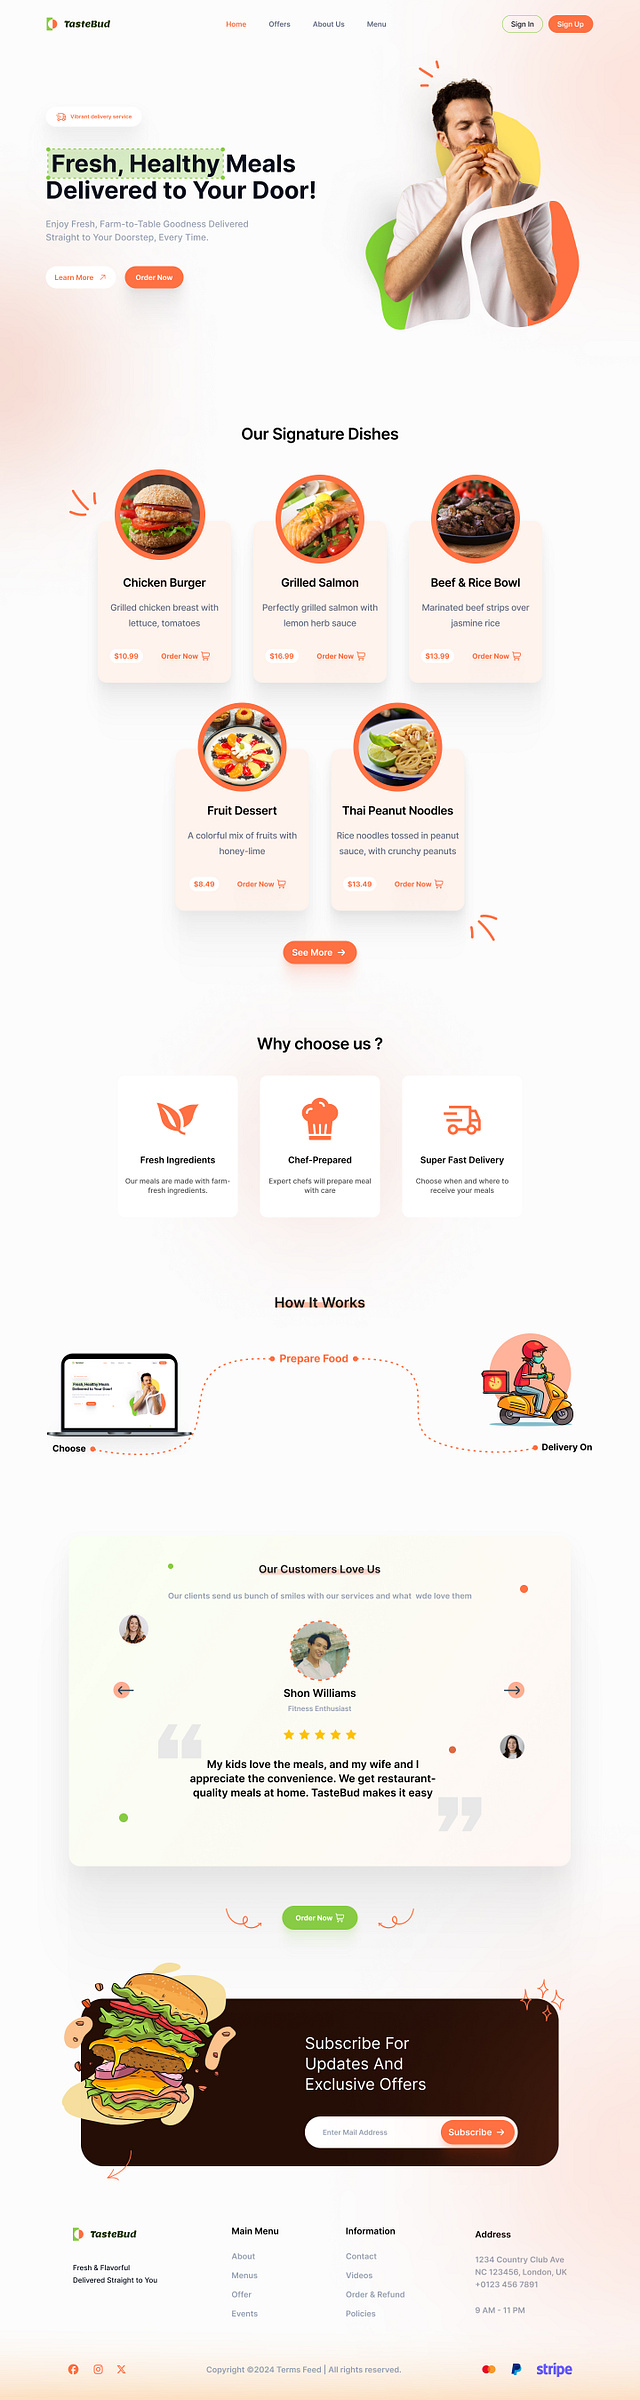 TasteBud
Home
Offers
About Us
Menu
Sign In
Sign Up
Vibrant delivery service
Fresh, Healthy Meals
Delivered to Your Door!
Enjoy Fresh, Farm-to-Table Goodness Delivered
Straight to Your Doorstep, Every Time.
Learn More
Order Now
Our Signature Dishes
Chicken Burger
Grilled chicken breast with
lettuce, tomatoes
$10.99
Order Now
Grilled Salmon
Perfectly grilled salmon with
lemon herb sauce
$16.99
Order Now
Beef & Rice Bowl
Marinated beef strips over
jasmine rice
$13.99
Order Now
Fruit Dessert
A colorful mix of fruits with
honey-lime
$8.49
Order Now
Thai Peanut Noodles
Rice noodles tossed in peanut
sauce, with crunchy peanuts
$13.49
Order Now
See More
Why choose us ?
Fresh Ingredients
Our meals are made with farm-
fresh ingredients.
Chef-Prepared
Expert chefs will prepare meal
with care
Super Fast Delivery
Choose when and where to
receive your meals
How It Works
Fresh, Healthy Meals
Delivered to Your Door!
Choose
Prepare Food
Delivery On
Our Customers Love Us
Our clients send us bunch of smiles with our services and what wde love them
Shon Williams
Fitness Enthusiast
My kids love the meals, and my wife and I
appreciate the convenience. We get restaurant-
quality meals at home. TasteBud makes it easy
Order Now
Subscribe For
Updates And
Exclusive Offers
Enter Mail Address
Subscribe
TasteBud
Fresh & Flavorful
Delivered Straight to You
Main Menu
About
Menus
Offer
Events
Information
Contact
Videos
Order & Refund
Policies
Address
1234 Country Club Ave
NC 123456, London, UK
+0123 456 7891
9 AM - 11 PM
Copyright ©2024 Terms Feed | All rights reserved.
stripe